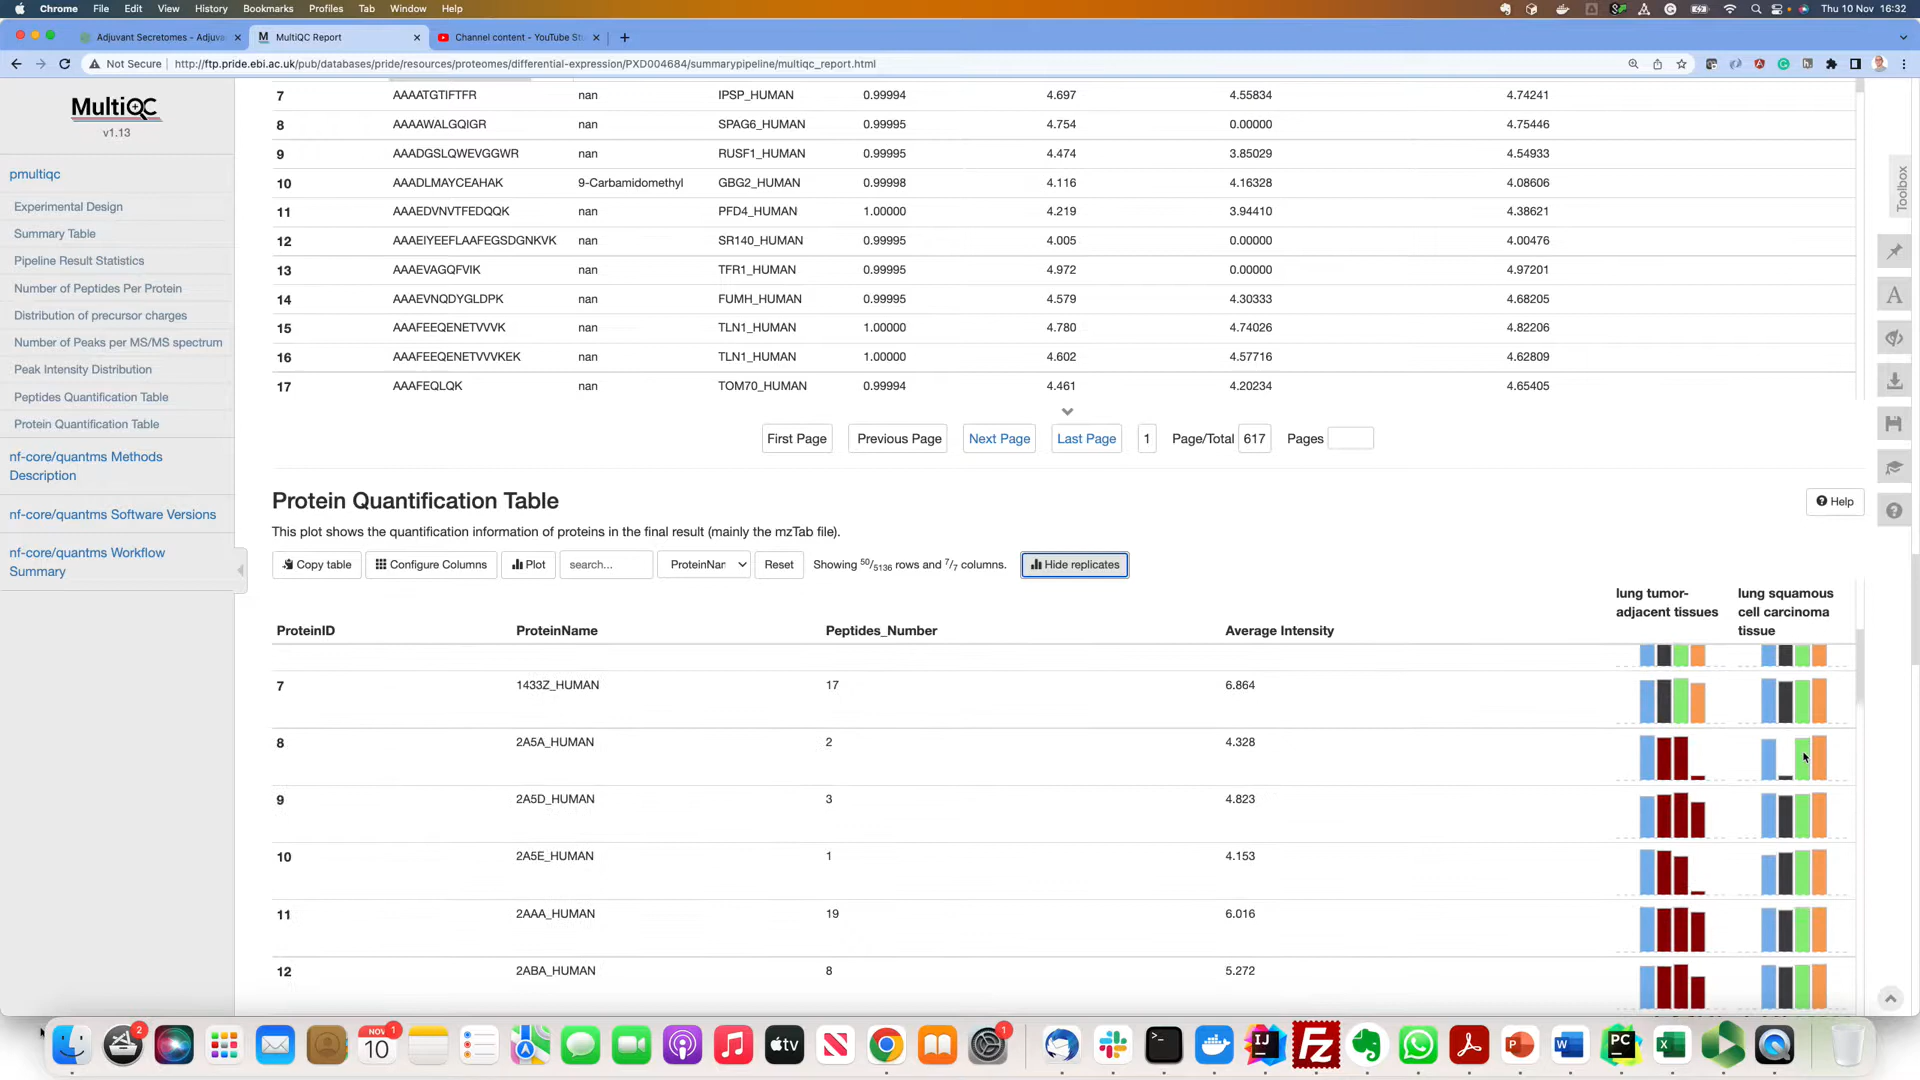 Chrome File Edit View History Bookmarks Profiles Tab Window Help Thu 10 Nov 16:32
Adjuvant Secretomes - Adjuva MultiQC Report Channel content - YouTube Stu
Not Secure http://ftp.pride.ebi.ac.uk/pub/databases/pride/resources/proteomes/differential-expression/PXD004684/summarypipeline/multiqc_report.html
MultiQC
v1.13
pmultiqc
Experimental Design
Summary Table
Pipeline Result Statistics
Number of Peptides Per Protein
Distribution of precursor charges
Number of Peaks per MS/MS spectrum
Peak Intensity Distribution
Peptides Quantification Table
Protein Quantification Table
nf-core/quantms Methods
Description
nf-core/quantms Software Versions
nf-core/quantms Workflow
Summary
7 AAAATGTIFTFR nan IPSP_HUMAN 0.99994 4.697 4.55834 4.74241
8 AAAAWALGQIGR nan SPAG6_HUMAN 0.99995 4.754 0.00000 4.75446
9 AAADGSLQWEVGGWR nan RUSF1_HUMAN 0.99995 4.474 3.85029 4.54933
10 AAADLMAYCEAHAK 9-Carbamidomethyl GBG2_HUMAN 0.99998 4.116 4.16328 4.08606
11 AAAEDVNVTFEDQQK nan PFD4_HUMAN 1.00000 4.219 3.94410 4.38621
12 AAAEIYEEFLAAFEGSDGNKVK nan SR140_HUMAN 0.99995 4.005 0.00000 4.00476
13 AAAEVAGQFVIK nan TFR1_HUMAN 0.99995 4.972 0.00000 4.97201
14 AAAEVNQDYGLDPK nan FUMH_HUMAN 0.99995 4.579 4.30333 4.68205
15 AAAFEEQENETVVVK nan TLN1_HUMAN 1.00000 4.780 4.74026 4.82206
16 AAAFEEQENETVVVKEK nan TLN1_HUMAN 1.00000 4.602 4.57716 4.62809
17 AAAFEQLQK nan TOM70_HUMAN 0.99994 4.461 4.20234 4.65405
First Page Previous Page Next Page Last Page 1 Page/Total 617 Pages
Protein Quantification Table
Help
This plot shows the quantification information of proteins in the final result (mainly the mzTab file).
Copy table Configure Columns Plot search... ProteinNar Reset Showing 50/5136 rows and 7/7 columns. Hide replicates
ProteinID ProteinName Peptides_Number Average Intensity
lung tumor-
adjacent tissues
lung squamous
cell carcinoma
tissue
7 1433Z_HUMAN 17 6.864
8 2A5A_HUMAN 2 4.328
9 2A5D_HUMAN 3 4.823
10 2A5E_HUMAN 1 4.153
11 2AAA_HUMAN 19 6.016
12 2ABA_HUMAN 8 5.272
Toolbox
A
2
NOV 1
10
tv
1
IJ
FZ
P
W
PC
X